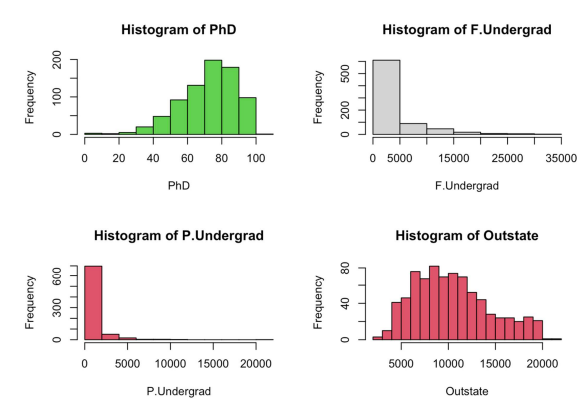 Histogram of PhD
Frequency
0
100
200
0
20
40
60
80
100
PhD
Histogram of F.Undergrad
Frequency
0
200
500
0
5000
15000
25000
35000
F.Undergrad
Histogram of P.Undergrad
Frequency
0
300
600
0
5000
10000
15000
20000
P.Undergrad
Histogram of Outstate
Frequency
0
40
80
5000
10000
15000
20000
Outstate